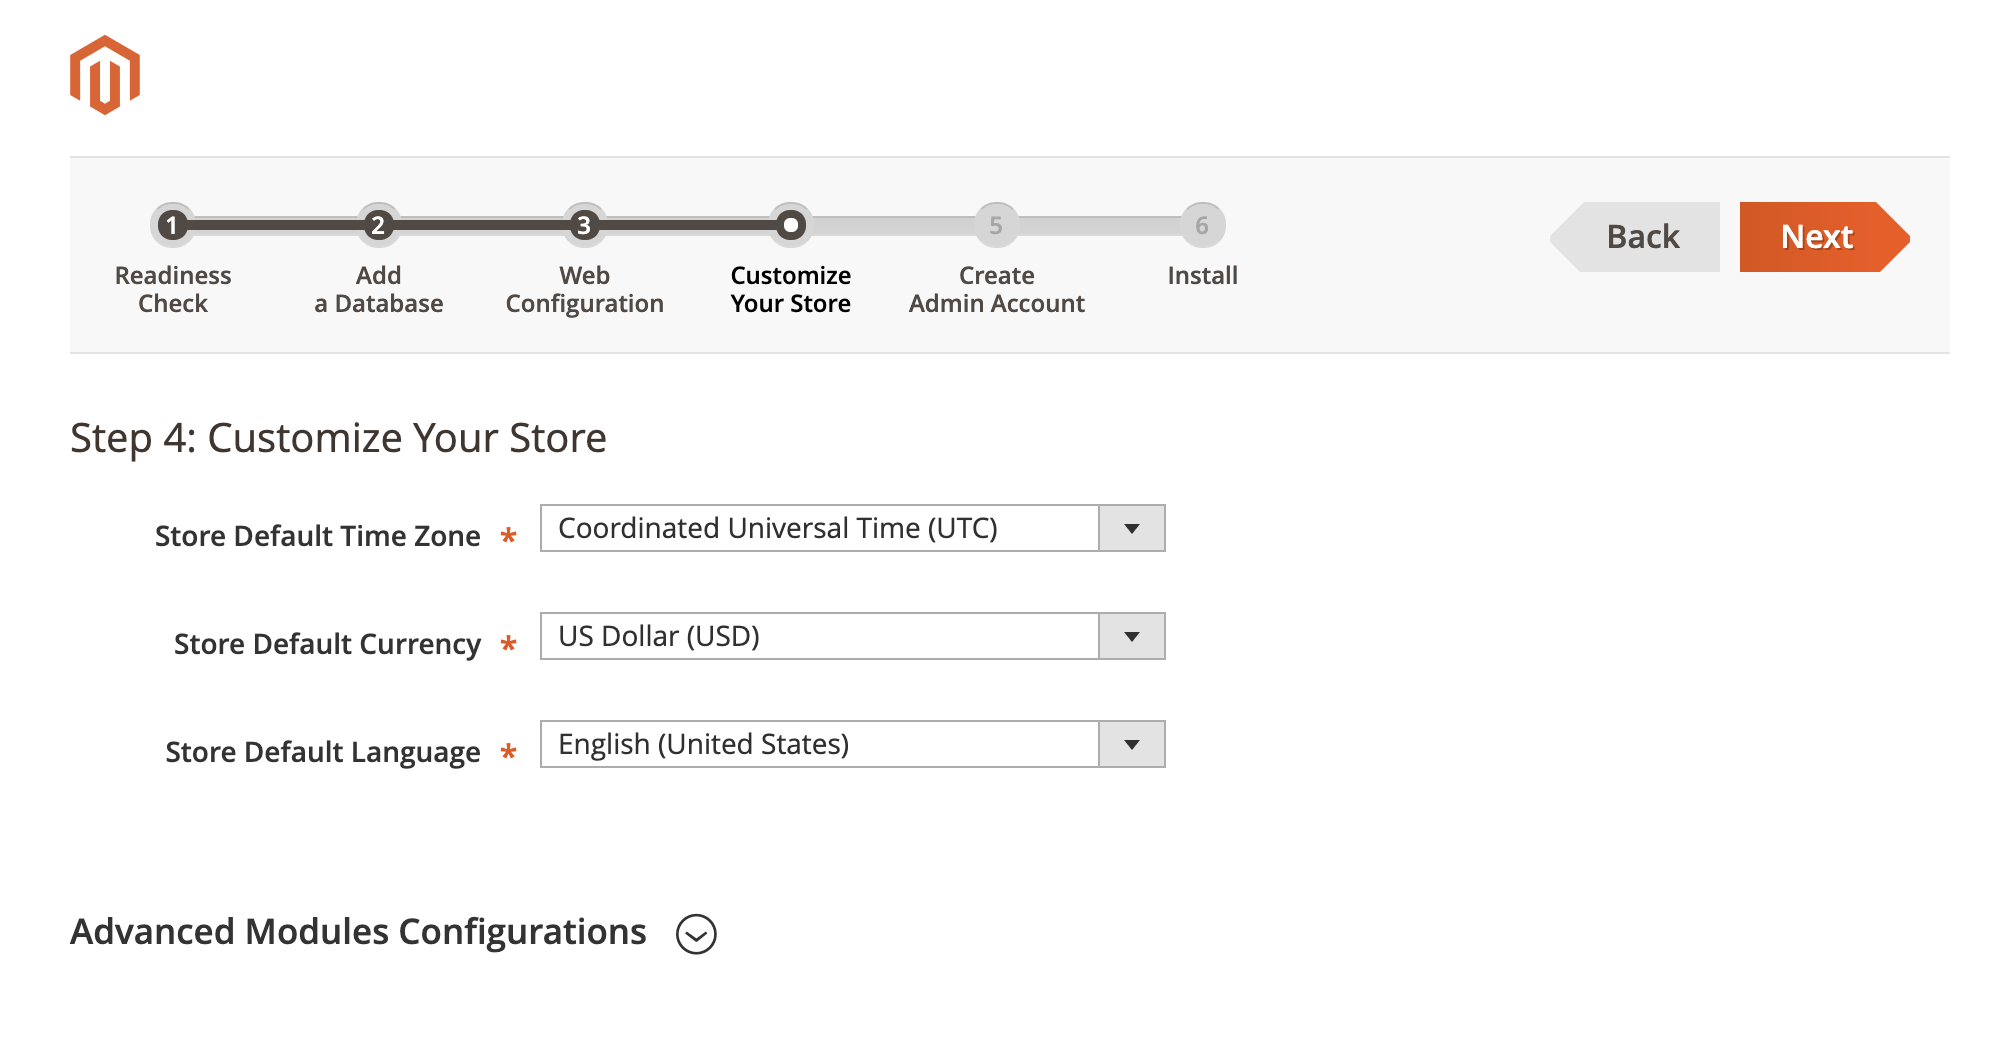 1 2 3 5 6
Readiness Check
Add a Database
Web Configuration
Customize Your Store
Create Admin Account
Install
Back
Next
Step 4: Customize Your Store
Store Default Time Zone * Coordinated Universal Time (UTC)
Store Default Currency * US Dollar (USD)
Store Default Language * English (United States)
Advanced Modules Configurations